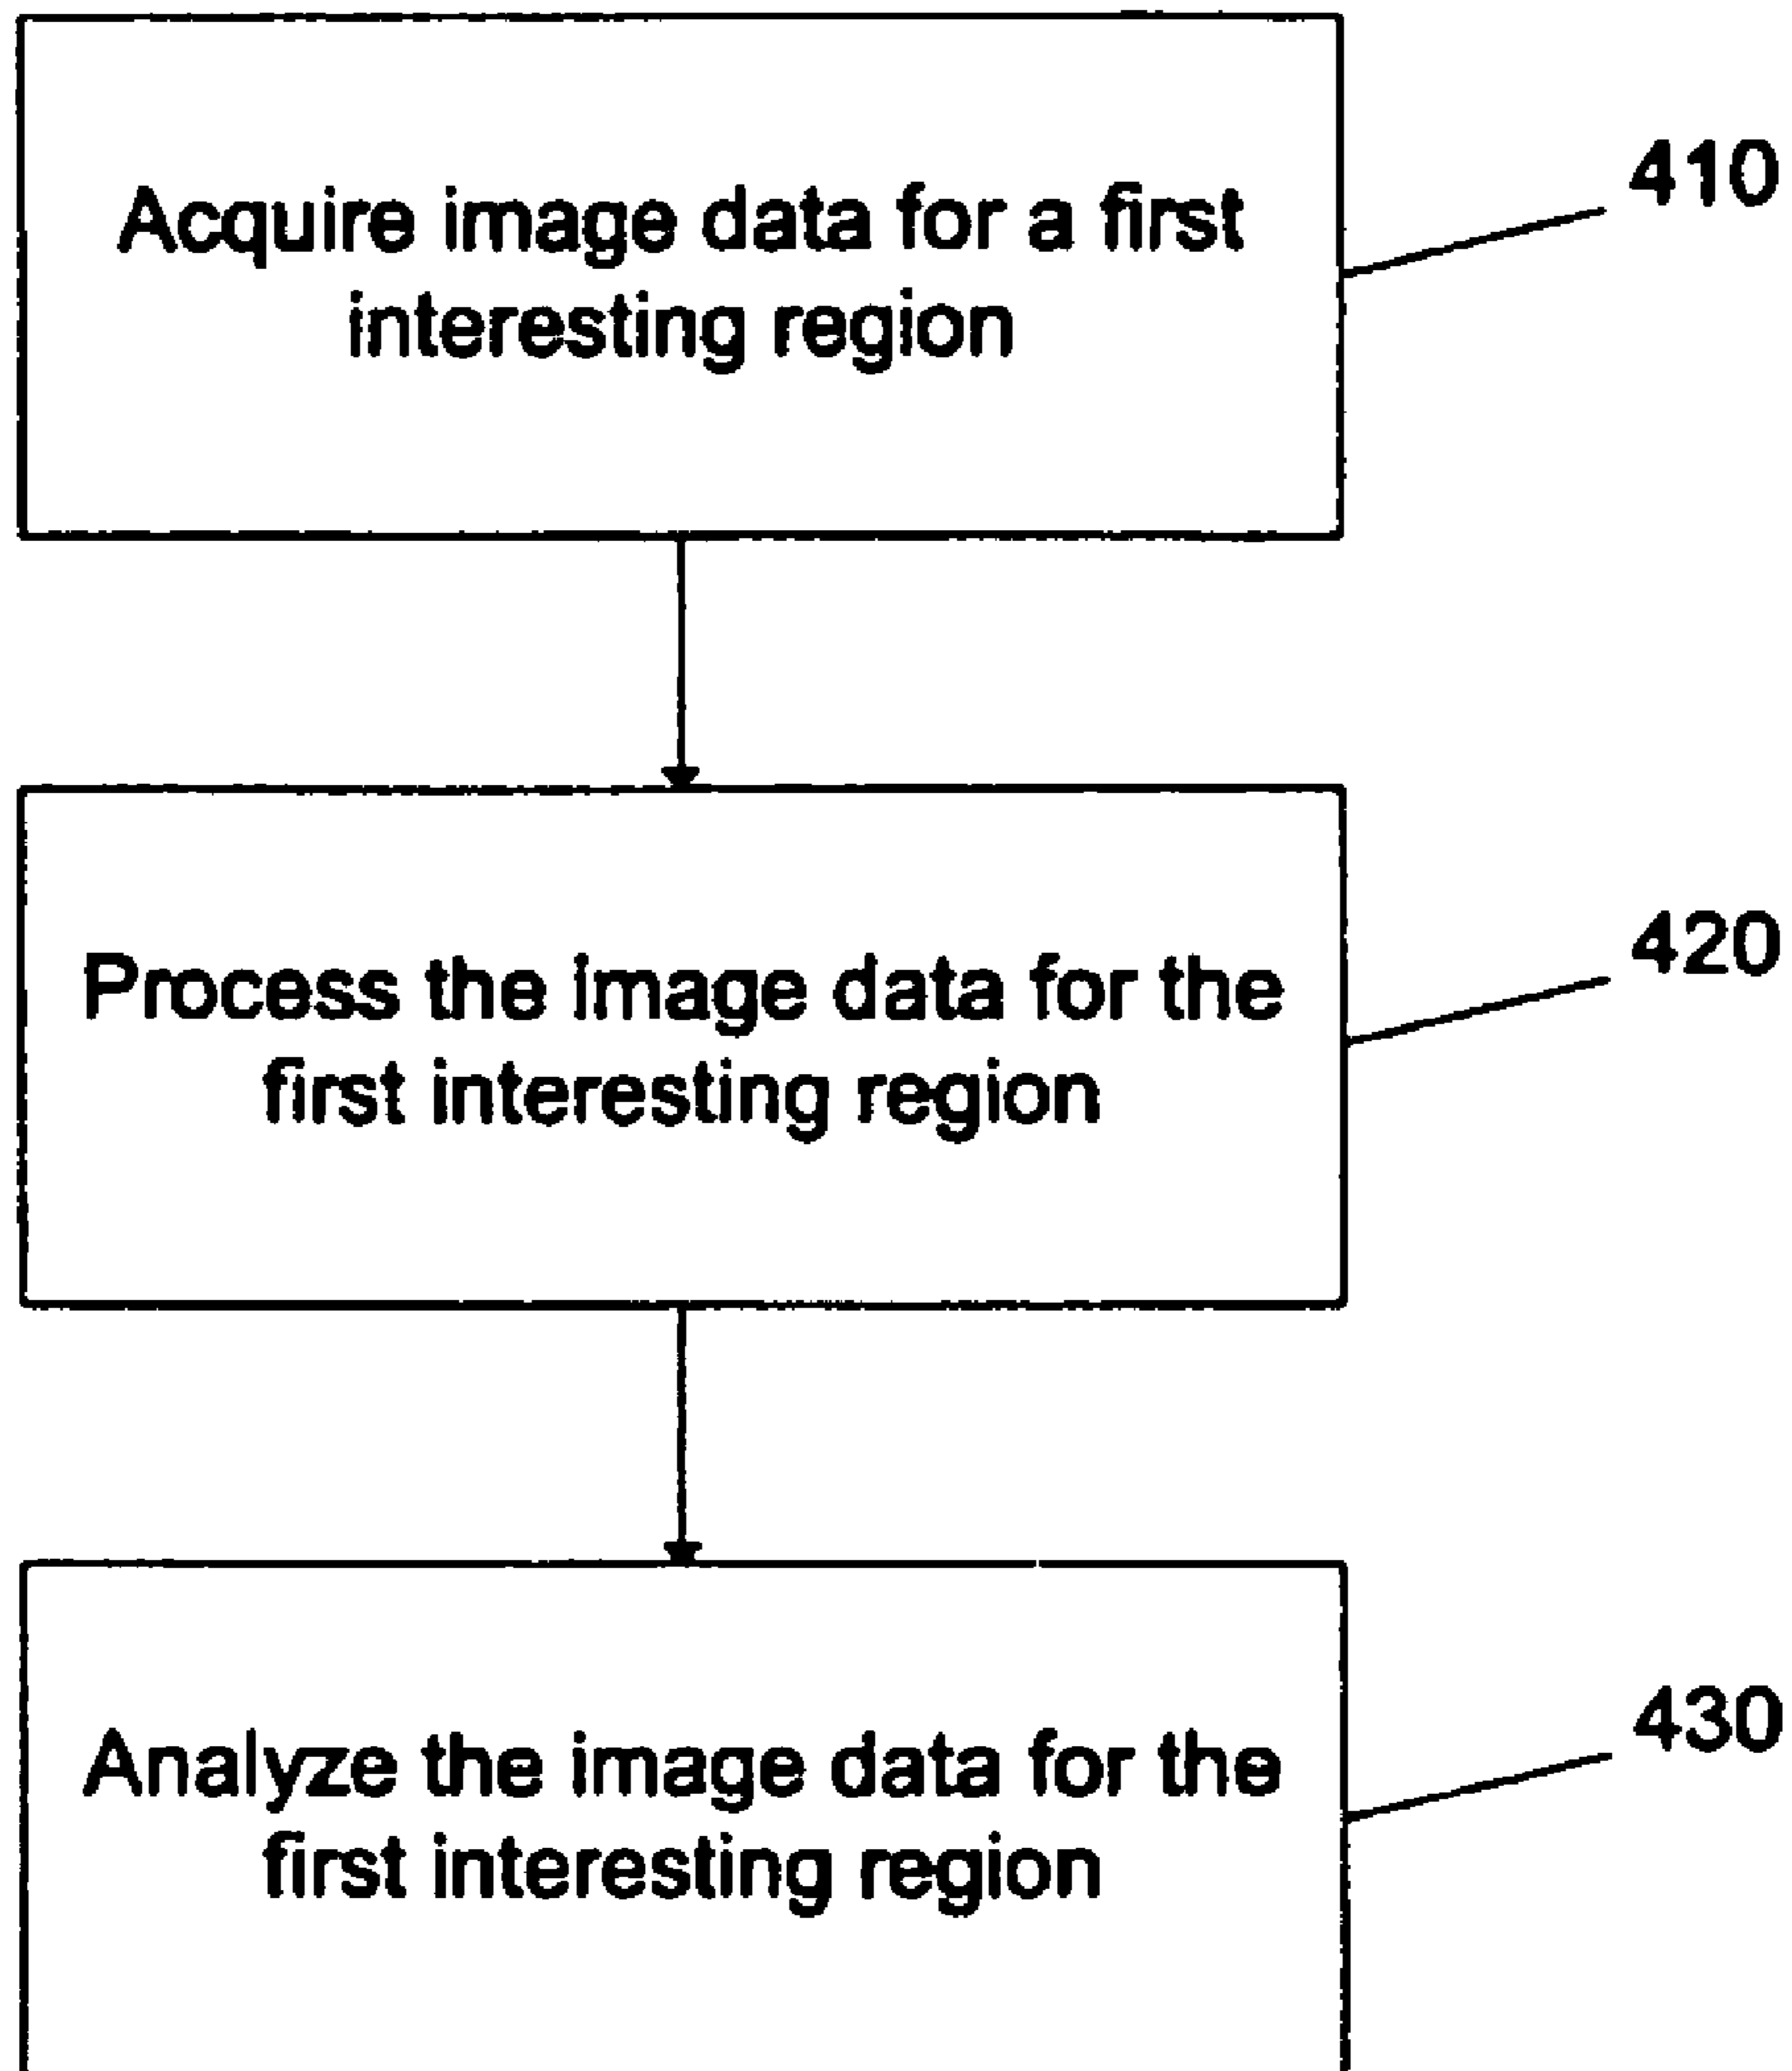 Acquire image data for a first
interesting region
410
Process the image data for the
first interesting region
420
Analyze the image data for the
first interesting region
430